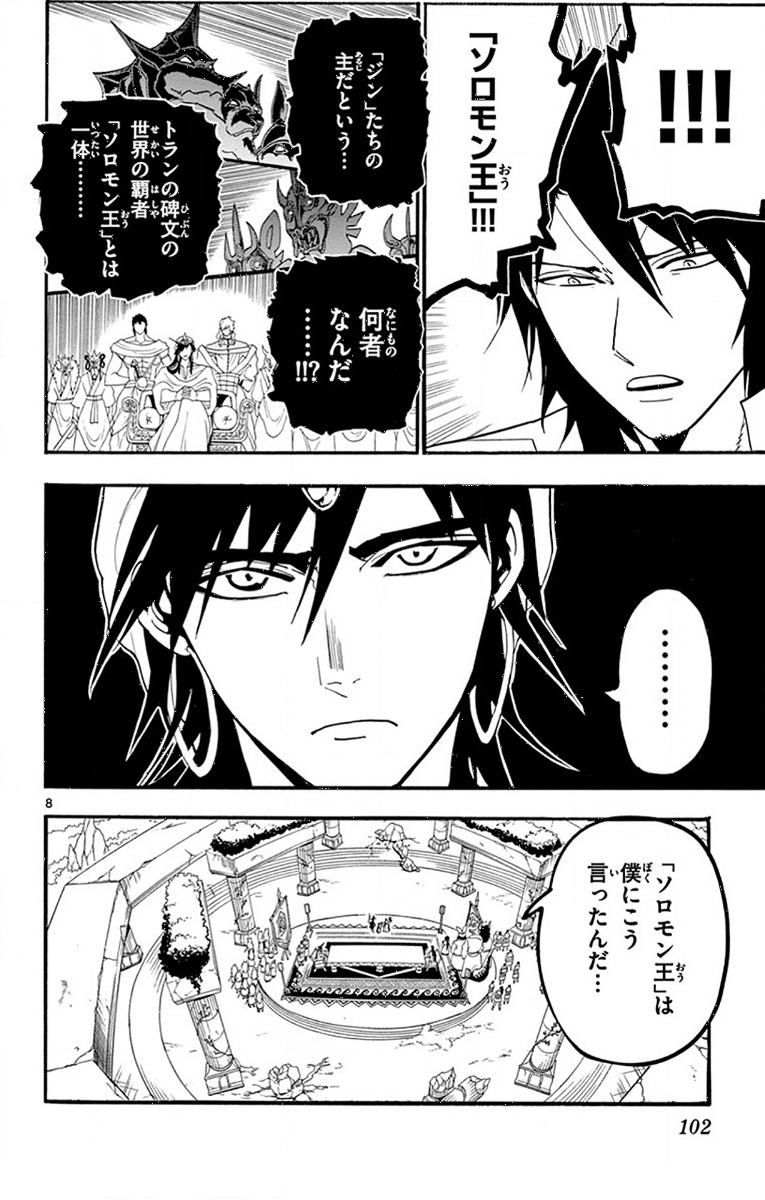 !!!
「ソロモン王」!!!
「ジン」たちの
主だという…
トランの碑文の
世界の覇者
「ソロモン王」とは
一体………
何者
なんだ
……!!?
………
「ソロモン王」は
僕にこう
言ったんだ…
8
102